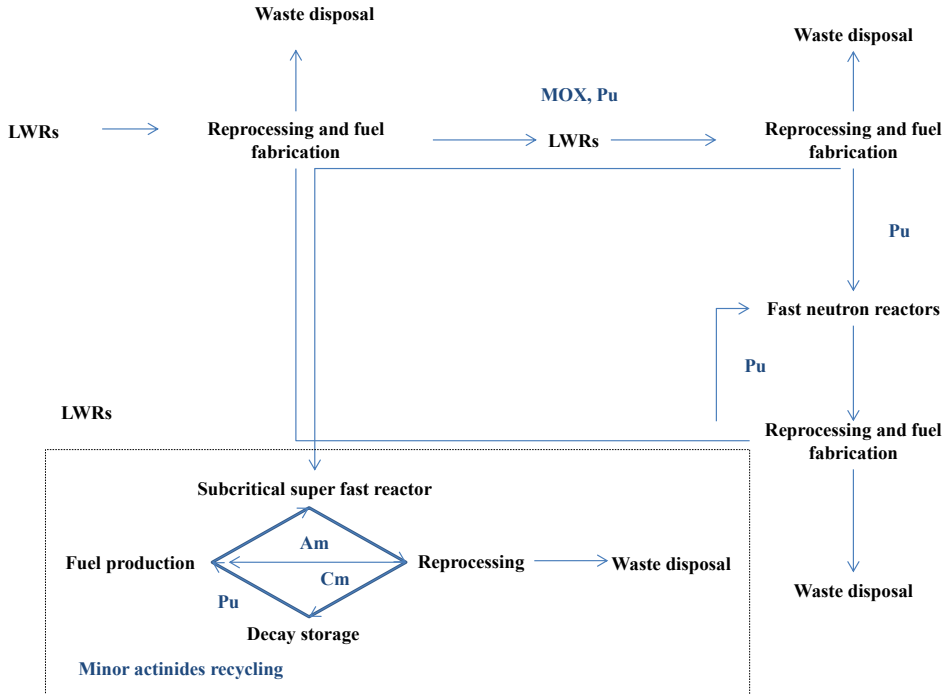 Waste disposal
Waste disposal
MOX, Pu
LWRs
Reprocessing and fuel
fabrication
LWRs
Reprocessing and fuel
fabrication
Pu
Fast neutron reactors
Pu
LWRs
Reprocessing and fuel
fabrication
Subcritical super fast reactor
Am
Fuel production
Reprocessing
Waste disposal
Cm
Pu
Waste disposal
Decay storage
Minor actinides recycling